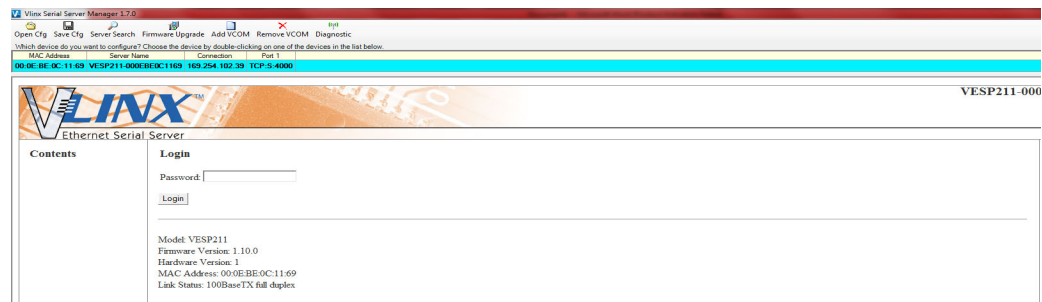 Vlinx Serial Server Manager 1.7.0
Open Cfg Save Cfg Server Search Firmware Upgrade Add VCOM Remove VCOM Diagnostic
Which device do you want to configure? Choose the device by double-clicking on one of the devices in the list below.
MAC Address Server Name Connection Port 1
00:0E:BE:0C:11:69 VESP211-000EBE0C1169 169.254.102.39 TCP:S:4000
VLINX TM
VESP211-000
Ethernet Serial Server
Contents
Login
Password:
Login
Model: VESP211
Firmware Version: 1.10.0
Hardware Version: 1
MAC Address: 00:0E:BE:0C:11:69
Link Status: 100BaseTX full duplex